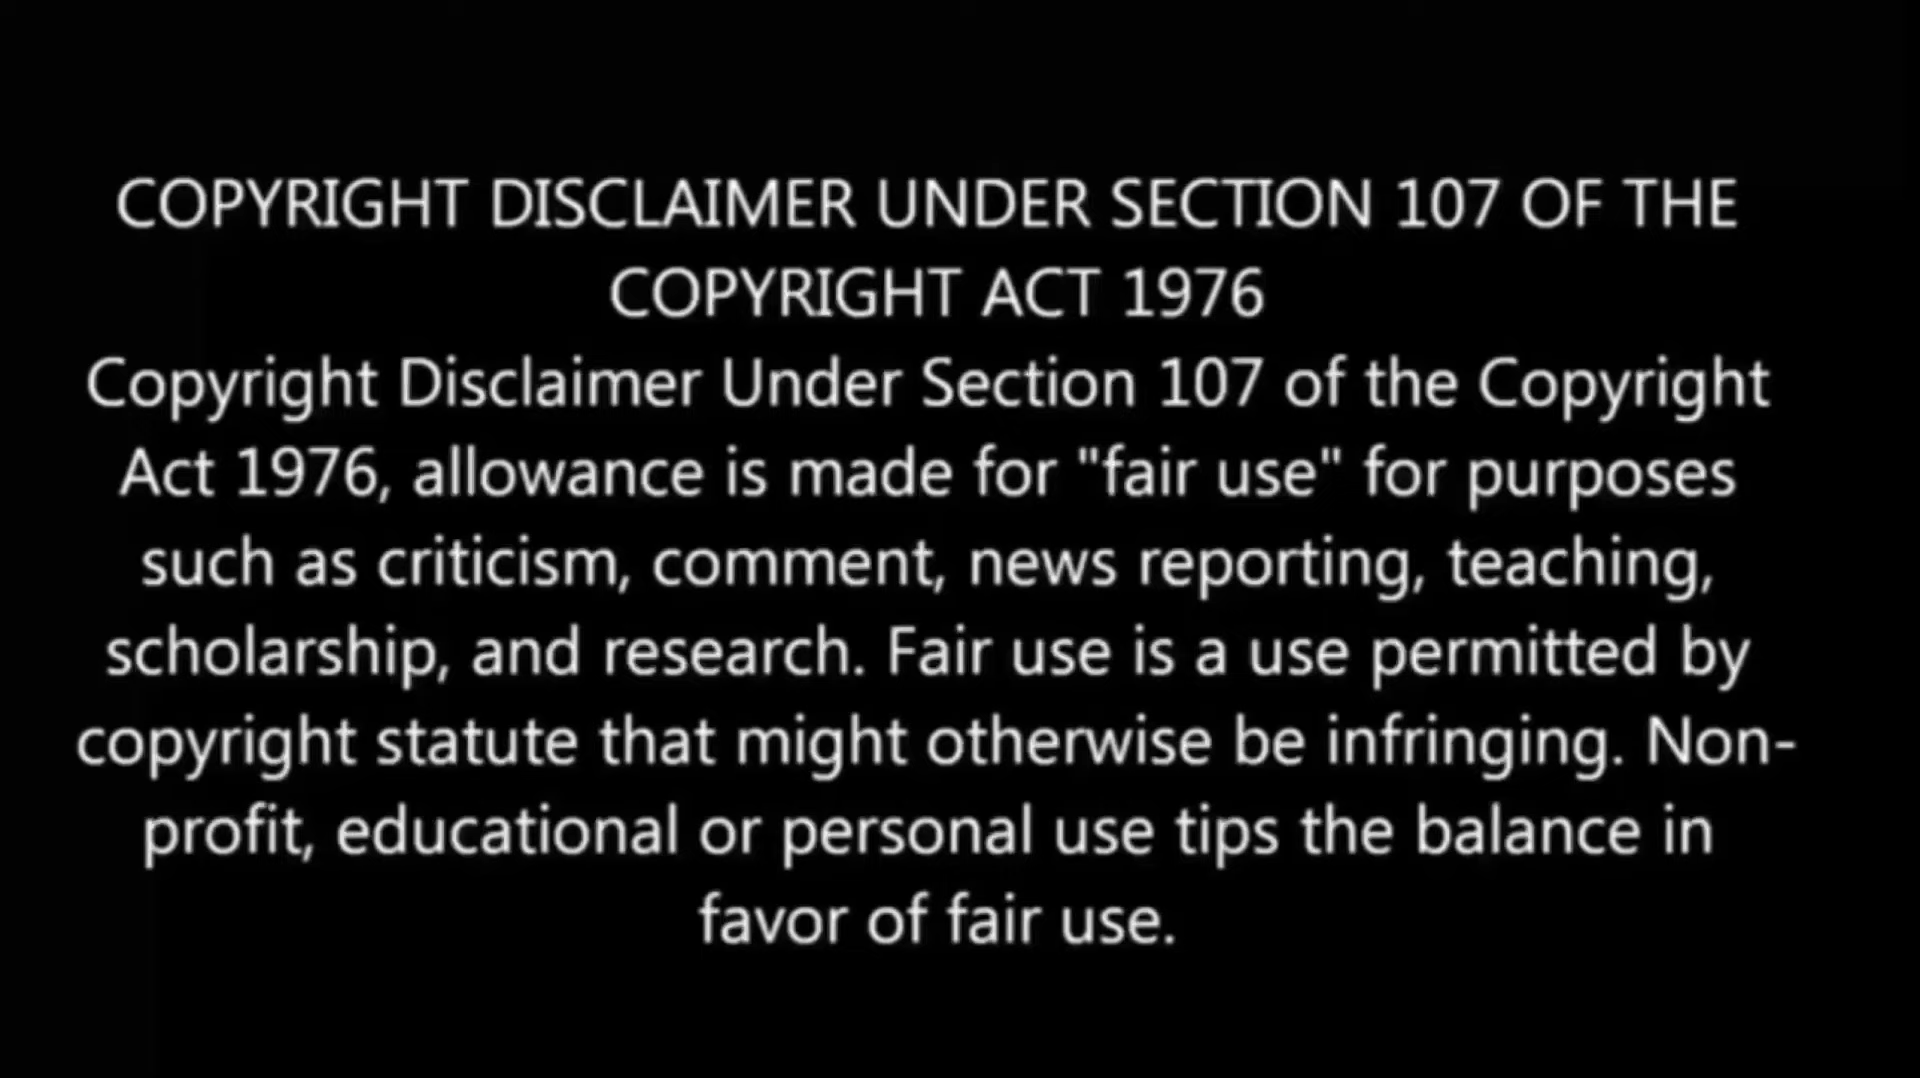 COPYRIGHT DISCLAIMER UNDER SECTION 107 OF THE
COPYRIGHT ACT 1976
Copyright Disclaimer Under Section 107 of the Copyright
Act 1976, allowance is made for "fair use" for purposes
such as criticism, comment, news reporting, teaching,
scholarship, and research. Fair use is a use permitted by
copyright statute that might otherwise be infringing. Non-
profit, educational or personal use tips the balance in
favor of fair use.